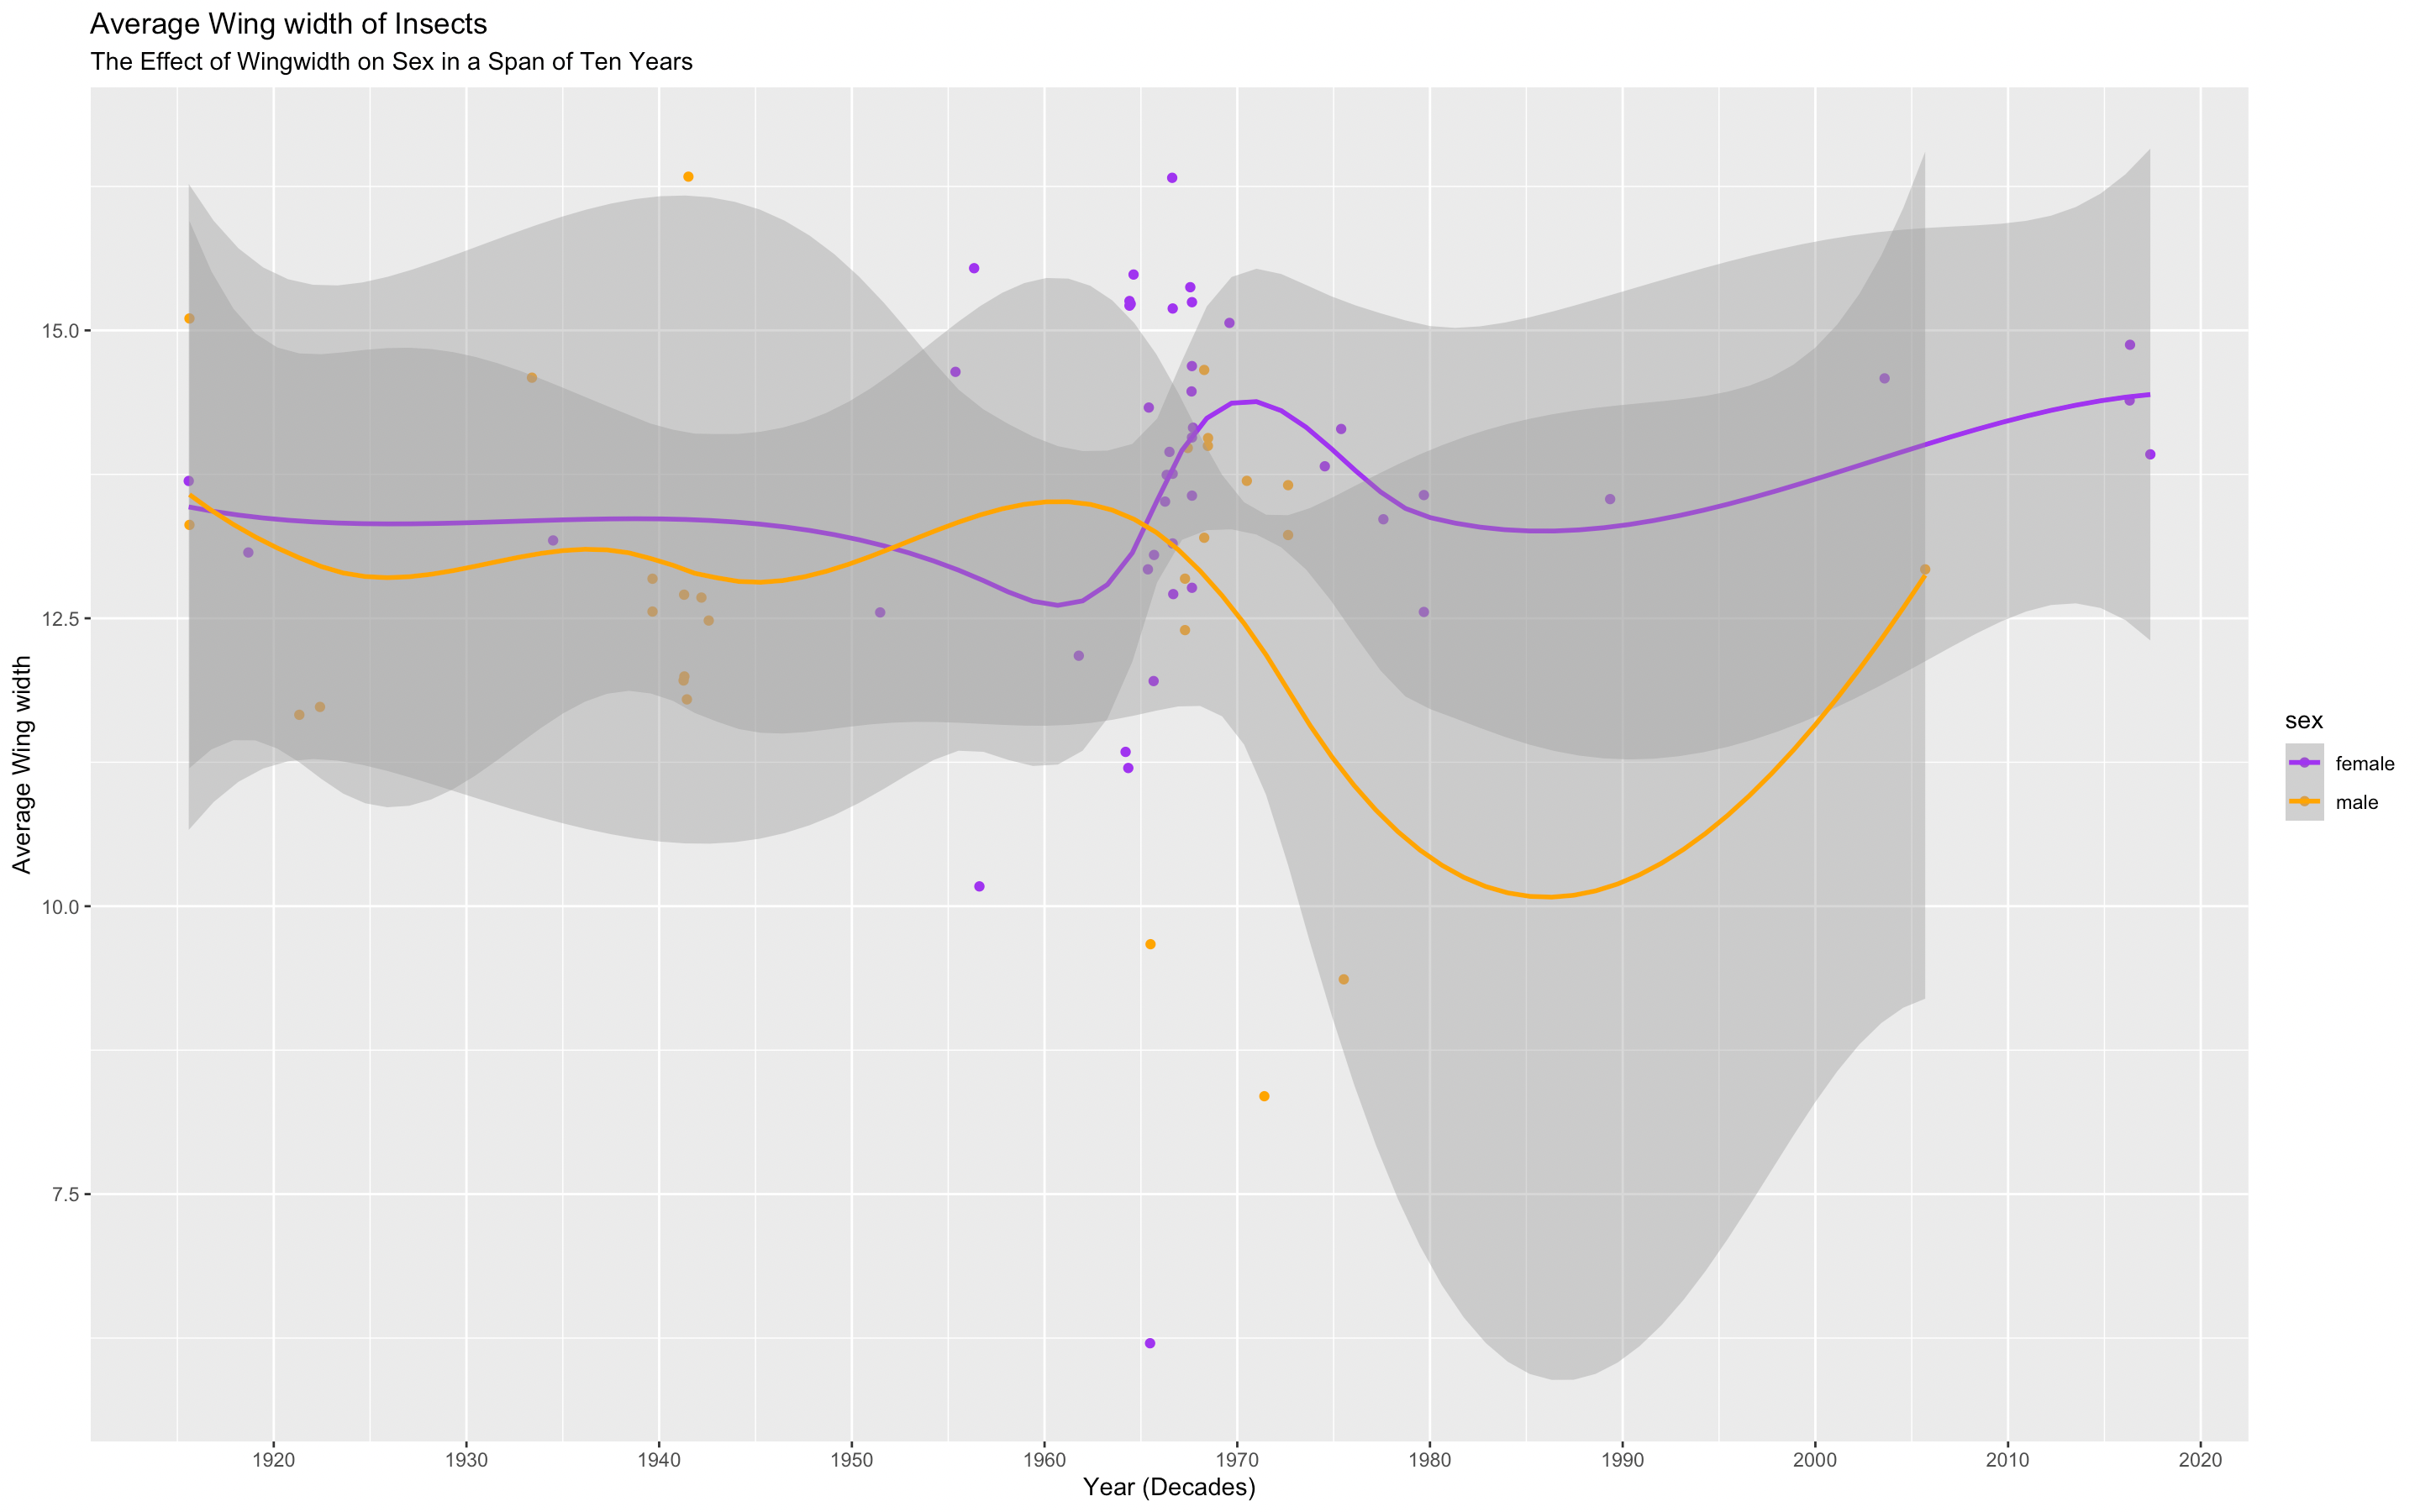 Average Wing width of Insects
The Effect of Wingwidth on Sex in a Span of Ten Years
Average Wing width
15.0
12.5
10.0
7.5
1920 1930 1940 1950 1960 1970 1980 1990 2000 2010 2020
Year (Decades)
sex
female
male